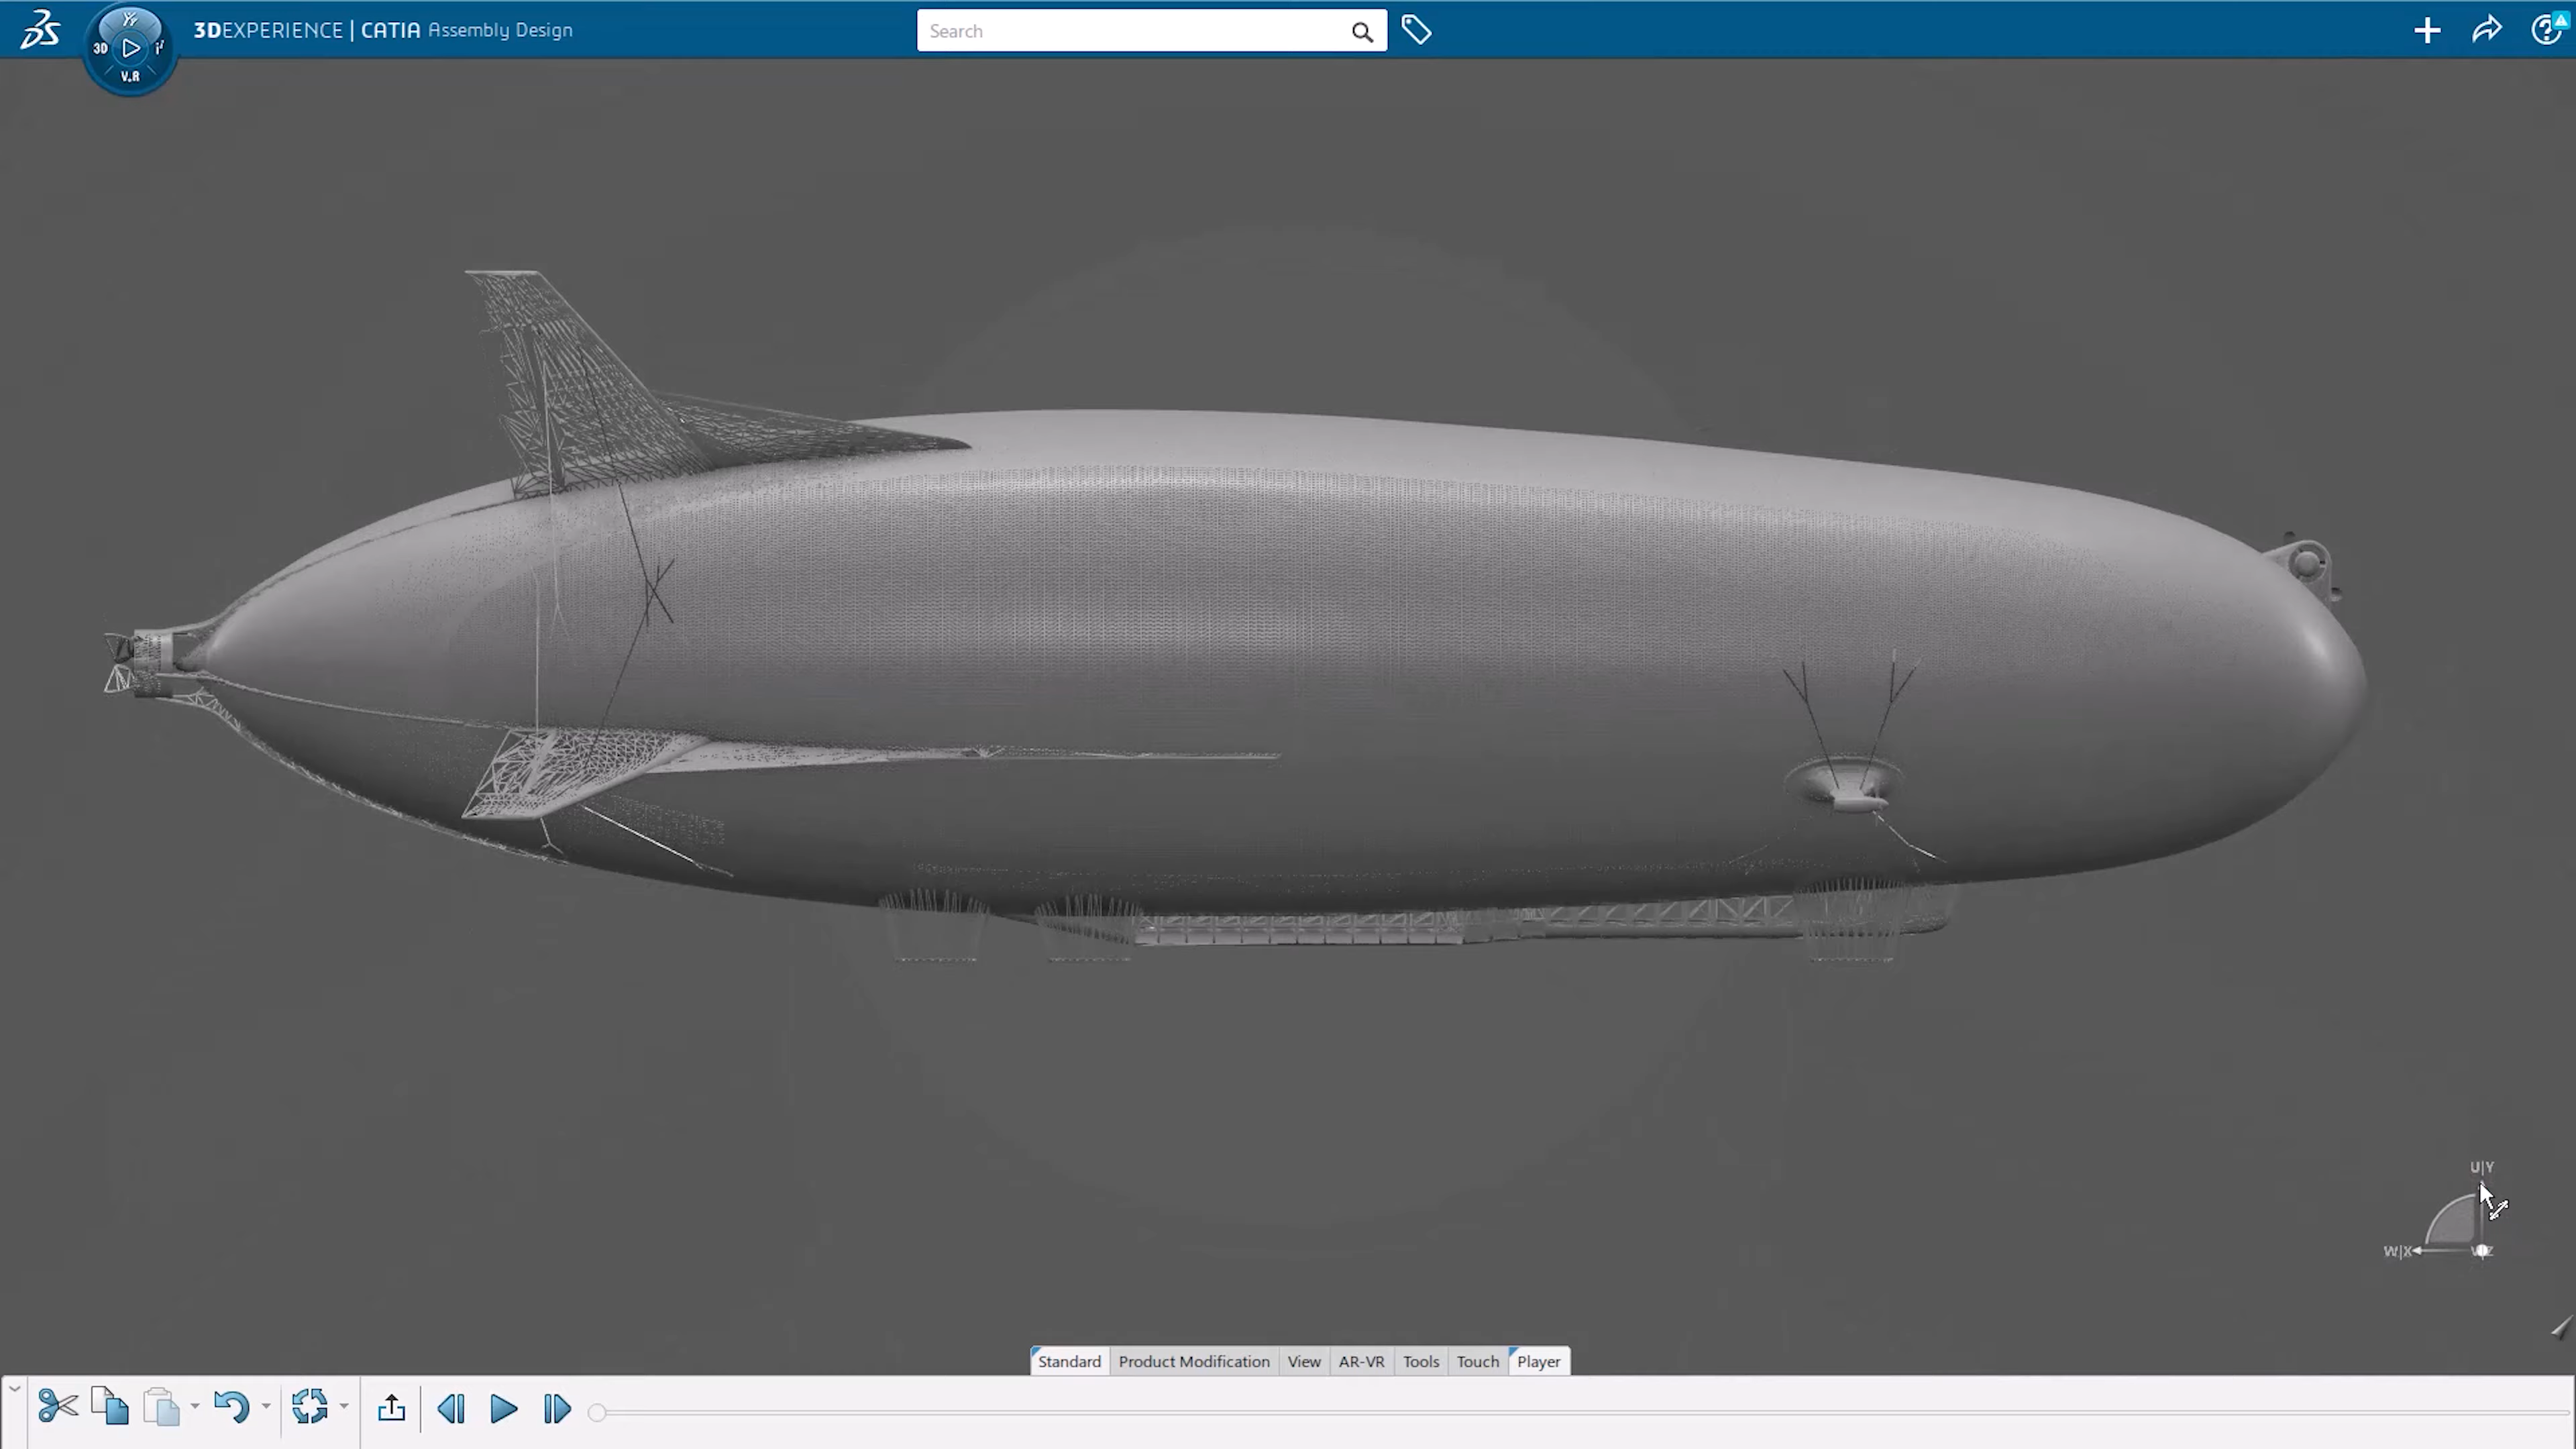 3DEXPERIENCE | CATIA Assembly Design
Search
3D
V.R
U|Y
W|X
Standard
Product Modification
View
AR-VR
Tools
Touch
Player